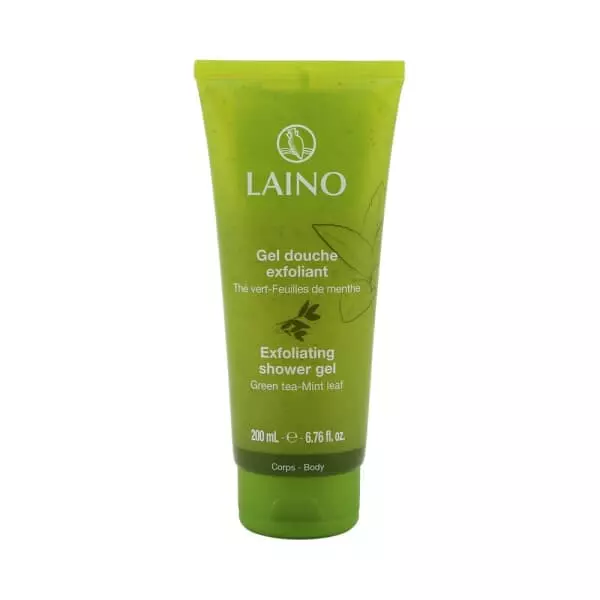 LAINO
Gel douche
exfoliant
Thé vert-Feuilles de menthe
Exfoliating
shower gel
Green tea-Mint leaf
200 mL - ℮ - 6.76 fl. oz.
Corps - Body